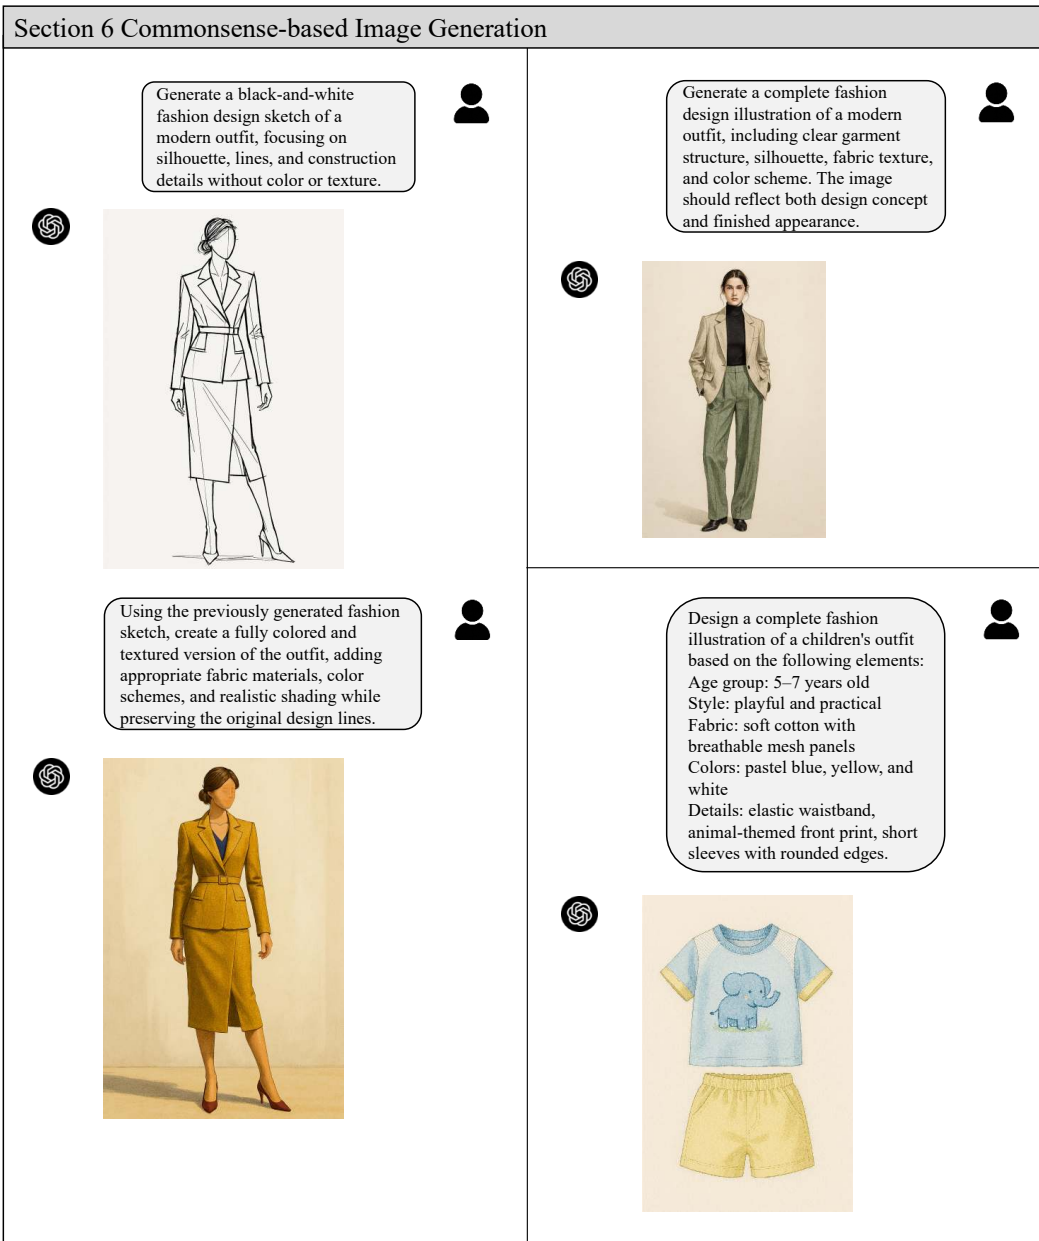 Section 6 Commonsense-based Image Generation
Generate a black-and-white
fashion design sketch of a
modern outfit, focusing on
silhouette, lines, and construction
details without color or texture.
Using the previously generated fashion
sketch, create a fully colored and
textured version of the outfit, adding
appropriate fabric materials, color
schemes, and realistic shading while
preserving the original design lines.
Generate a complete fashion
design illustration of a modern
outfit, including clear garment
structure, silhouette, fabric texture,
and color scheme. The image
should reflect both design concept
and finished appearance.
Design a complete fashion
illustration of a children's outfit
based on the following elements:
Age group: 5–7 years old
Style: playful and practical
Fabric: soft cotton with
breathable mesh panels
Colors: pastel blue, yellow, and
white
Details: elastic waistband,
animal-themed front print, short
sleeves with rounded edges.